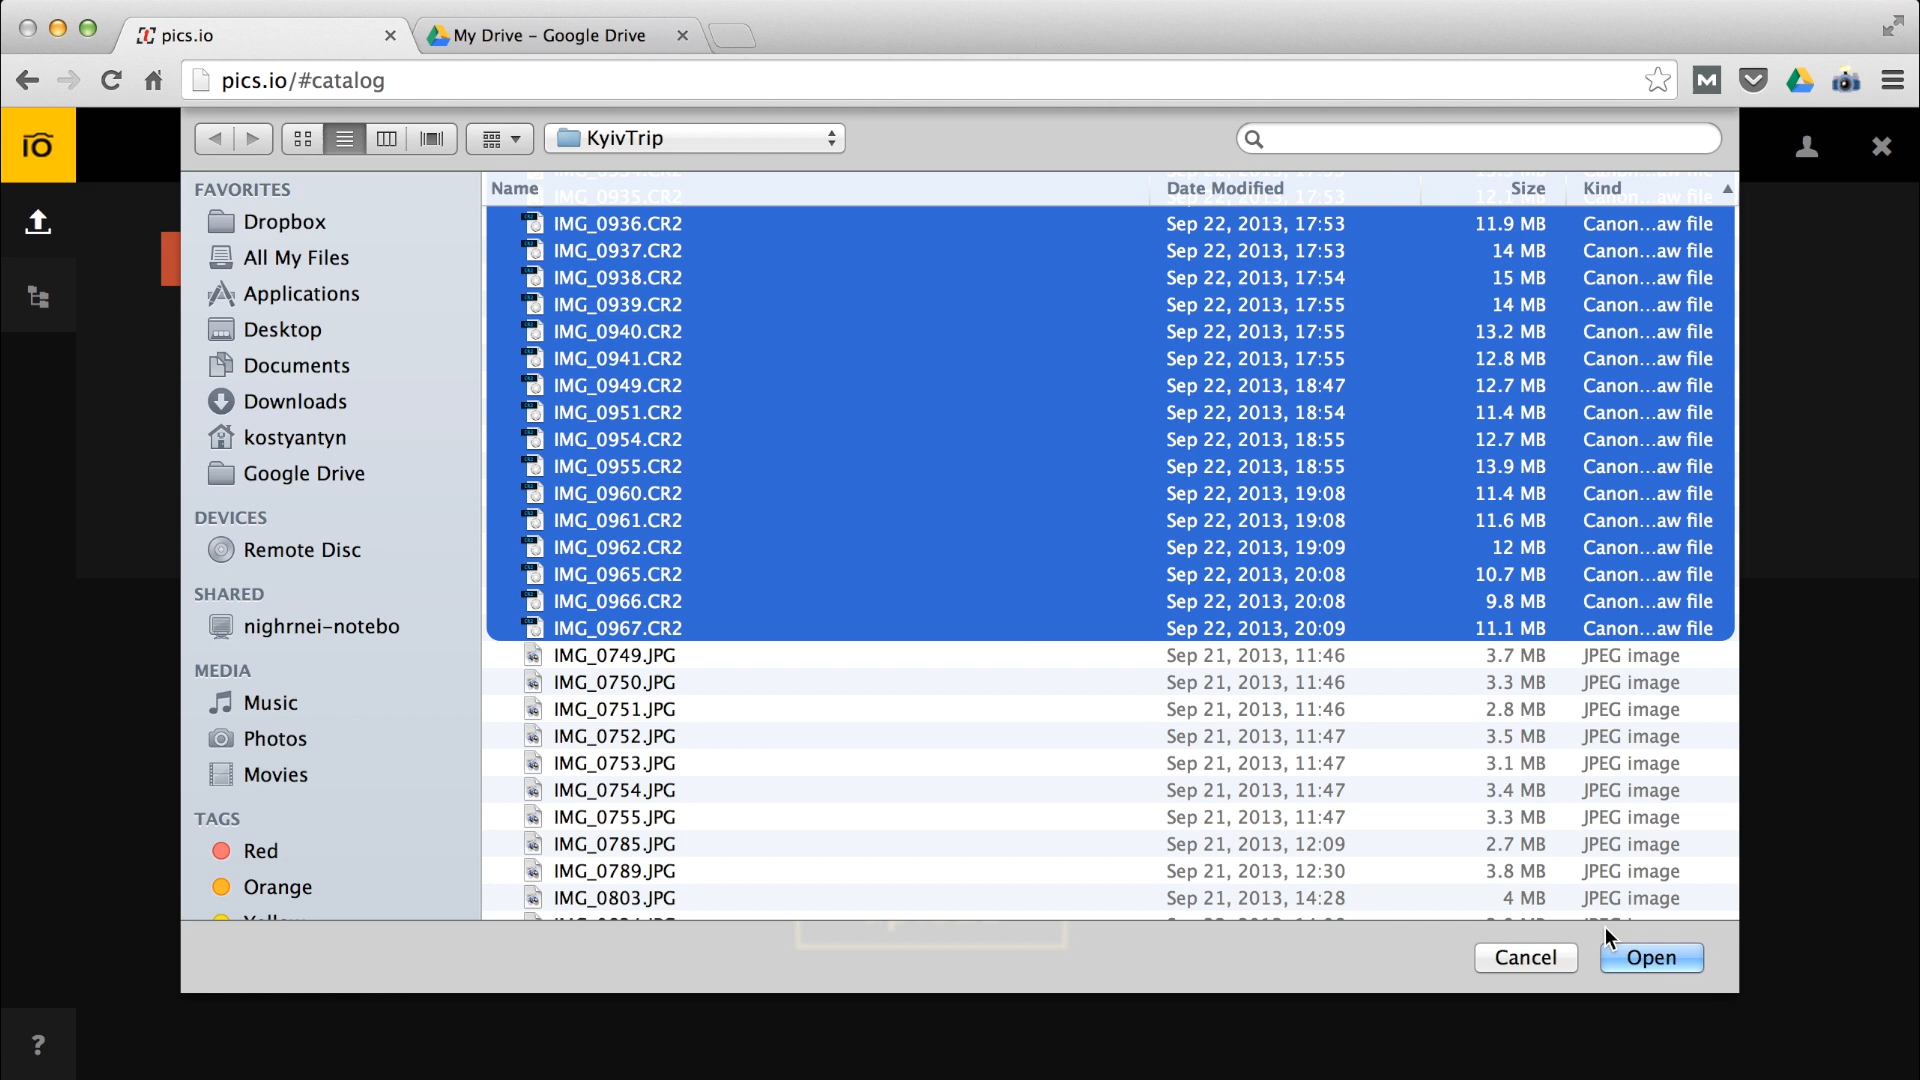 pics.io
My Drive – Google Drive
pics.io/#catalog
KyivTrip
FAVORITES
Dropbox
All My Files
Applications
Desktop
Documents
Downloads
kostyantyn
Google Drive
DEVICES
Remote Disc
SHARED
nighrnei-notebo
MEDIA
Music
Photos
Movies
TAGS
Red
Orange
Name Date Modified Size Kind
IMG_0935.CR2
IMG_0936.CR2 Sep 22, 2013, 17:53 11.9 MB Canon...aw file
IMG_0937.CR2 Sep 22, 2013, 17:53 14 MB Canon...aw file
IMG_0938.CR2 Sep 22, 2013, 17:54 15 MB Canon...aw file
IMG_0939.CR2 Sep 22, 2013, 17:55 14 MB Canon...aw file
IMG_0940.CR2 Sep 22, 2013, 17:55 13.2 MB Canon...aw file
IMG_0941.CR2 Sep 22, 2013, 17:55 12.8 MB Canon...aw file
IMG_0949.CR2 Sep 22, 2013, 18:47 12.7 MB Canon...aw file
IMG_0951.CR2 Sep 22, 2013, 18:54 11.4 MB Canon...aw file
IMG_0954.CR2 Sep 22, 2013, 18:55 12.7 MB Canon...aw file
IMG_0955.CR2 Sep 22, 2013, 18:55 13.9 MB Canon...aw file
IMG_0960.CR2 Sep 22, 2013, 19:08 11.4 MB Canon...aw file
IMG_0961.CR2 Sep 22, 2013, 19:08 11.6 MB Canon...aw file
IMG_0962.CR2 Sep 22, 2013, 19:09 12 MB Canon...aw file
IMG_0965.CR2 Sep 22, 2013, 20:08 10.7 MB Canon...aw file
IMG_0966.CR2 Sep 22, 2013, 20:08 9.8 MB Canon...aw file
IMG_0967.CR2 Sep 22, 2013, 20:09 11.1 MB Canon...aw file
IMG_0749.JPG Sep 21, 2013, 11:46 3.7 MB JPEG image
IMG_0750.JPG Sep 21, 2013, 11:46 3.3 MB JPEG image
IMG_0751.JPG Sep 21, 2013, 11:46 2.8 MB JPEG image
IMG_0752.JPG Sep 21, 2013, 11:47 3.5 MB JPEG image
IMG_0753.JPG Sep 21, 2013, 11:47 3.1 MB JPEG image
IMG_0754.JPG Sep 21, 2013, 11:47 3.4 MB JPEG image
IMG_0755.JPG Sep 21, 2013, 11:47 3.3 MB JPEG image
IMG_0785.JPG Sep 21, 2013, 12:09 2.7 MB JPEG image
IMG_0789.JPG Sep 21, 2013, 12:30 3.8 MB JPEG image
IMG_0803.JPG Sep 21, 2013, 14:28 4 MB JPEG image
Cancel Open
?